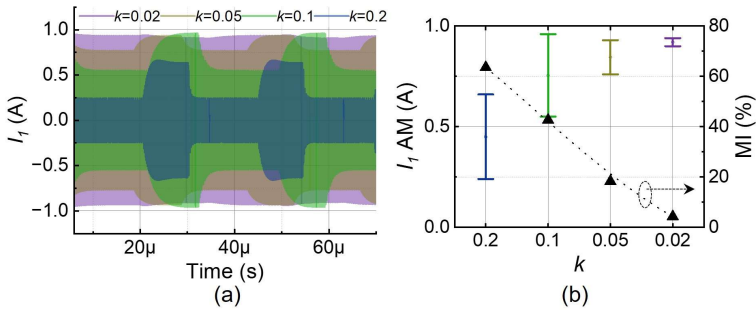 k=0.02 k=0.05 k=0.1 k=0.2
1.0
0.5
0.0
−0.5
−1.0
I₁ (A)
20μ 40μ 60μ
Time (s)
(a)
1.0
0.5
0.0
I₁ AM (A)
80
60
40
20
0
MI (%)
0.2 0.1 0.05 0.02
k
(b)